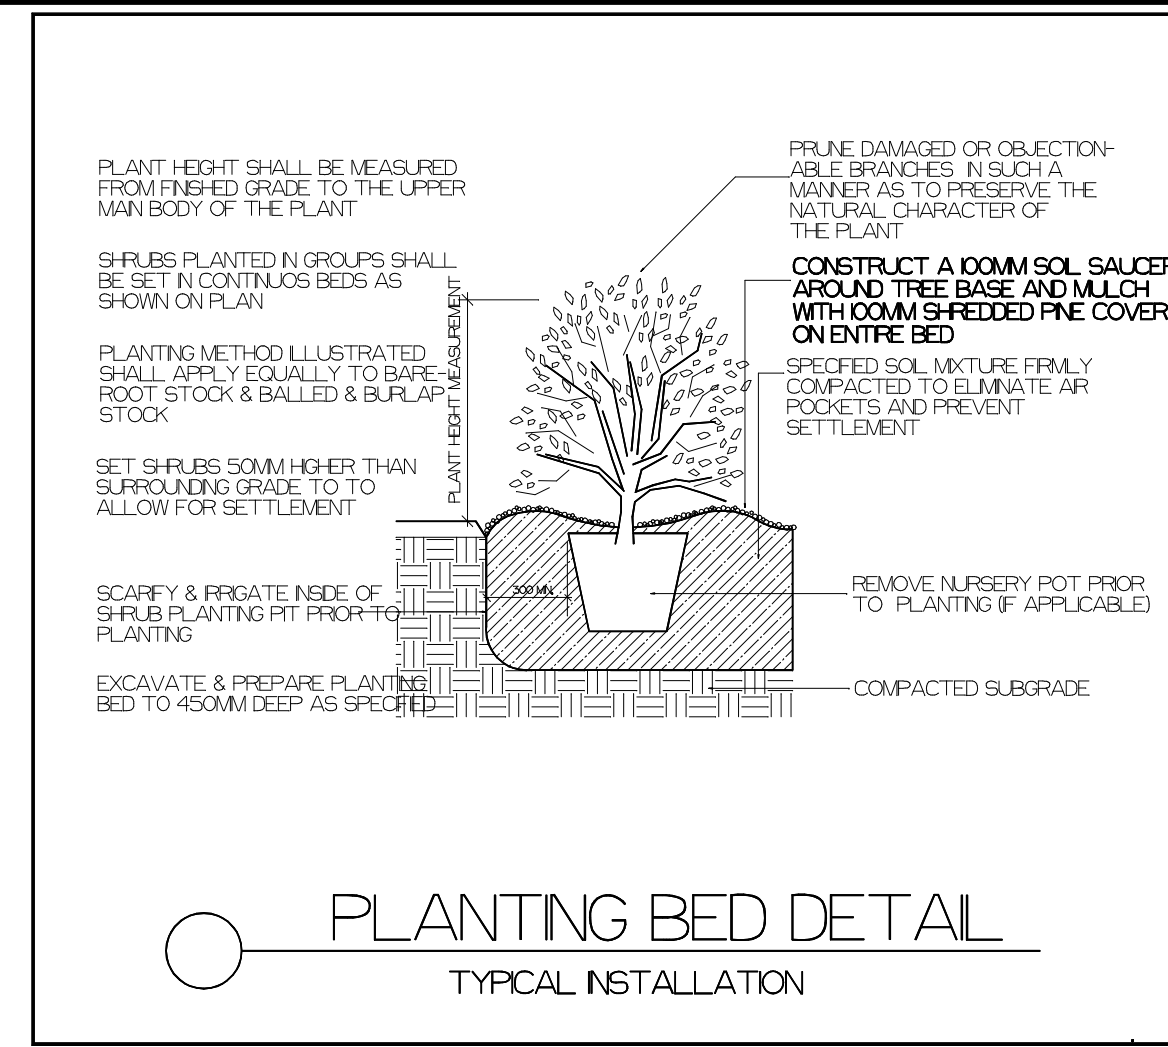 PLANT HEIGHT SHALL BE MEASURED
FROM FINISHED GRADE TO THE UPPER
MAIN BODY OF THE PLANT
SHRUBS PLANTED IN GROUPS SHALL
BE SET IN CONTINUOS BEDS AS
SHOWN ON PLAN
PLANTING METHOD ILLUSTRATED
SHALL APPLY EQUALLY TO BARE-
ROOT STOCK & BALLED & BURLAP
STOCK
SET SHRUBS 50MM HIGHER THAN
SURROUNDING GRADE TO TO
ALLOW FOR SETTLEMENT
SCARIFY & IRRIGATE INSIDE OF
SHRUB PLANTING PIT PRIOR TO
PLANTING
EXCAVATE & PREPARE PLANTING
BED TO 450MM DEEP AS SPECIFIED
PLANT HEIGHT MEASUREMENT
300 MIN.
PRUNE DAMAGED OR OBJECTION-
ABLE BRANCHES IN SUCH A
MANNER AS TO PRESERVE THE
NATURAL CHARACTER OF
THE PLANT
CONSTRUCT A 100MM SOIL SAUCER
AROUND TREE BASE AND MULCH
WITH 100MM SHREDDED PINE COVER
ON ENTIRE BED
SPECIFIED SOIL MIXTURE FIRMLY
COMPACTED TO ELIMINATE AIR
POCKETS AND PREVENT
SETTLEMENT
REMOVE NURSERY POT PRIOR
TO PLANTING (IF APPLICABLE)
COMPACTED SUBGRADE
PLANTING BED DETAIL
TYPICAL INSTALLATION